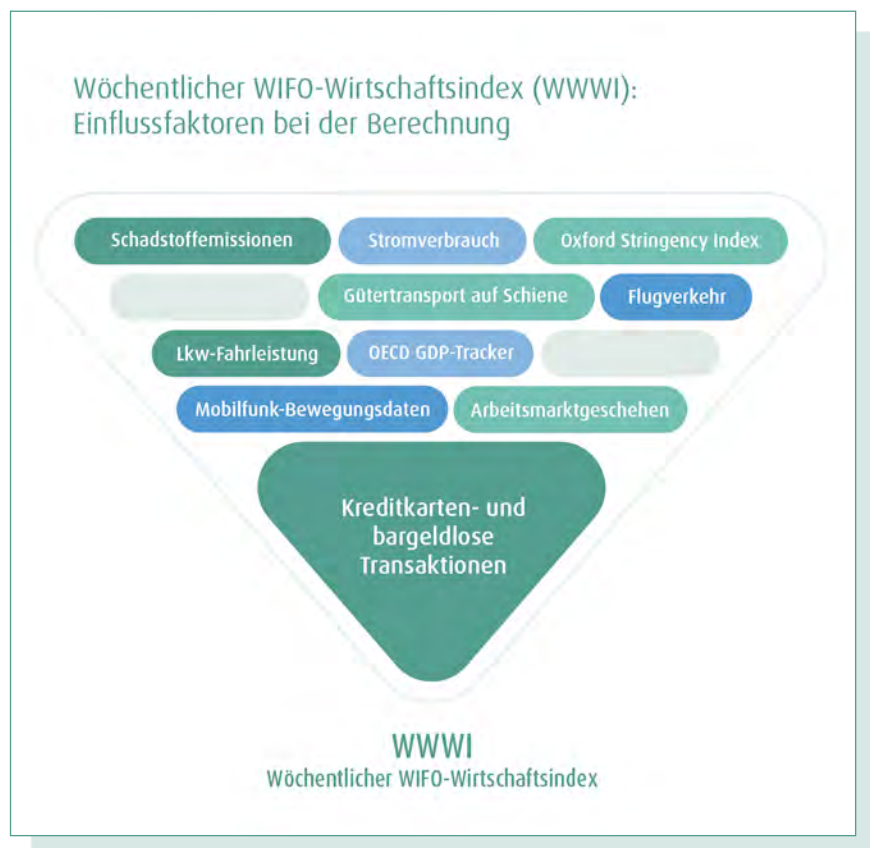 Wöchentlicher WIFO-Wirtschaftsindex (WWWI):
Einflussfaktoren bei der Berechnung
Schadstoffemissionen
Stromverbrauch
Oxford Stringency Index
Gütertransport auf Schiene
Flugverkehr
Lkw-Fahrleistung
OECD GDP-Tracker
Mobilfunk-Bewegungsdaten
Arbeitsmarktgeschehen
Kreditkarten- und
bargeldlose
Transaktionen
WWWI
Wöchentlicher WIFO-Wirtschaftsindex